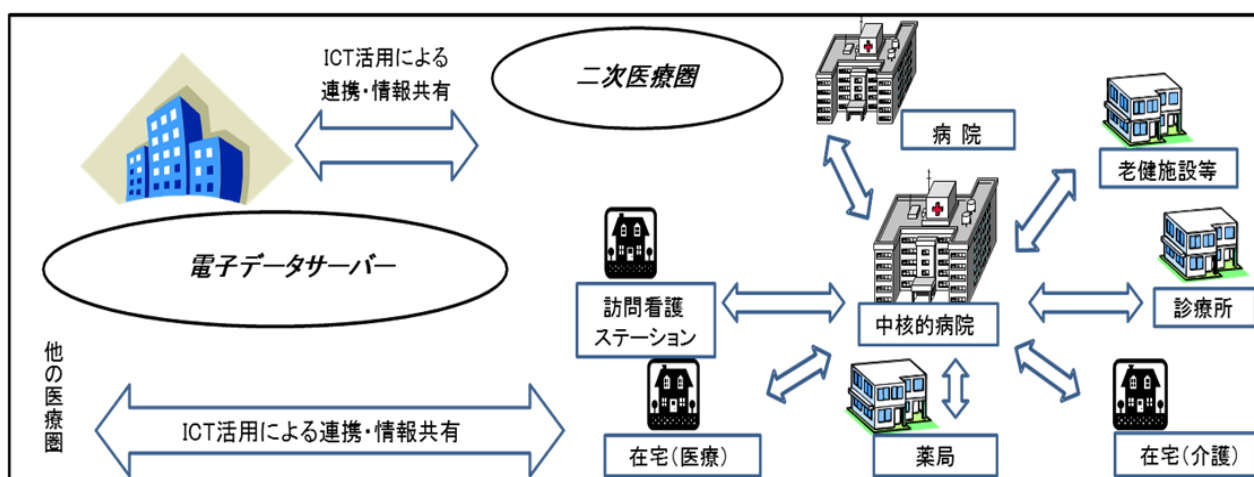 ICT活用による
連携・情報共有
二次医療圏
病 院
老健施設等
電子データサーバー
訪問看護
ステーション
中核的病院
診療所
他の医療圏
ICT活用による連携・情報共有
在宅(医療)
薬局
在宅(介護)